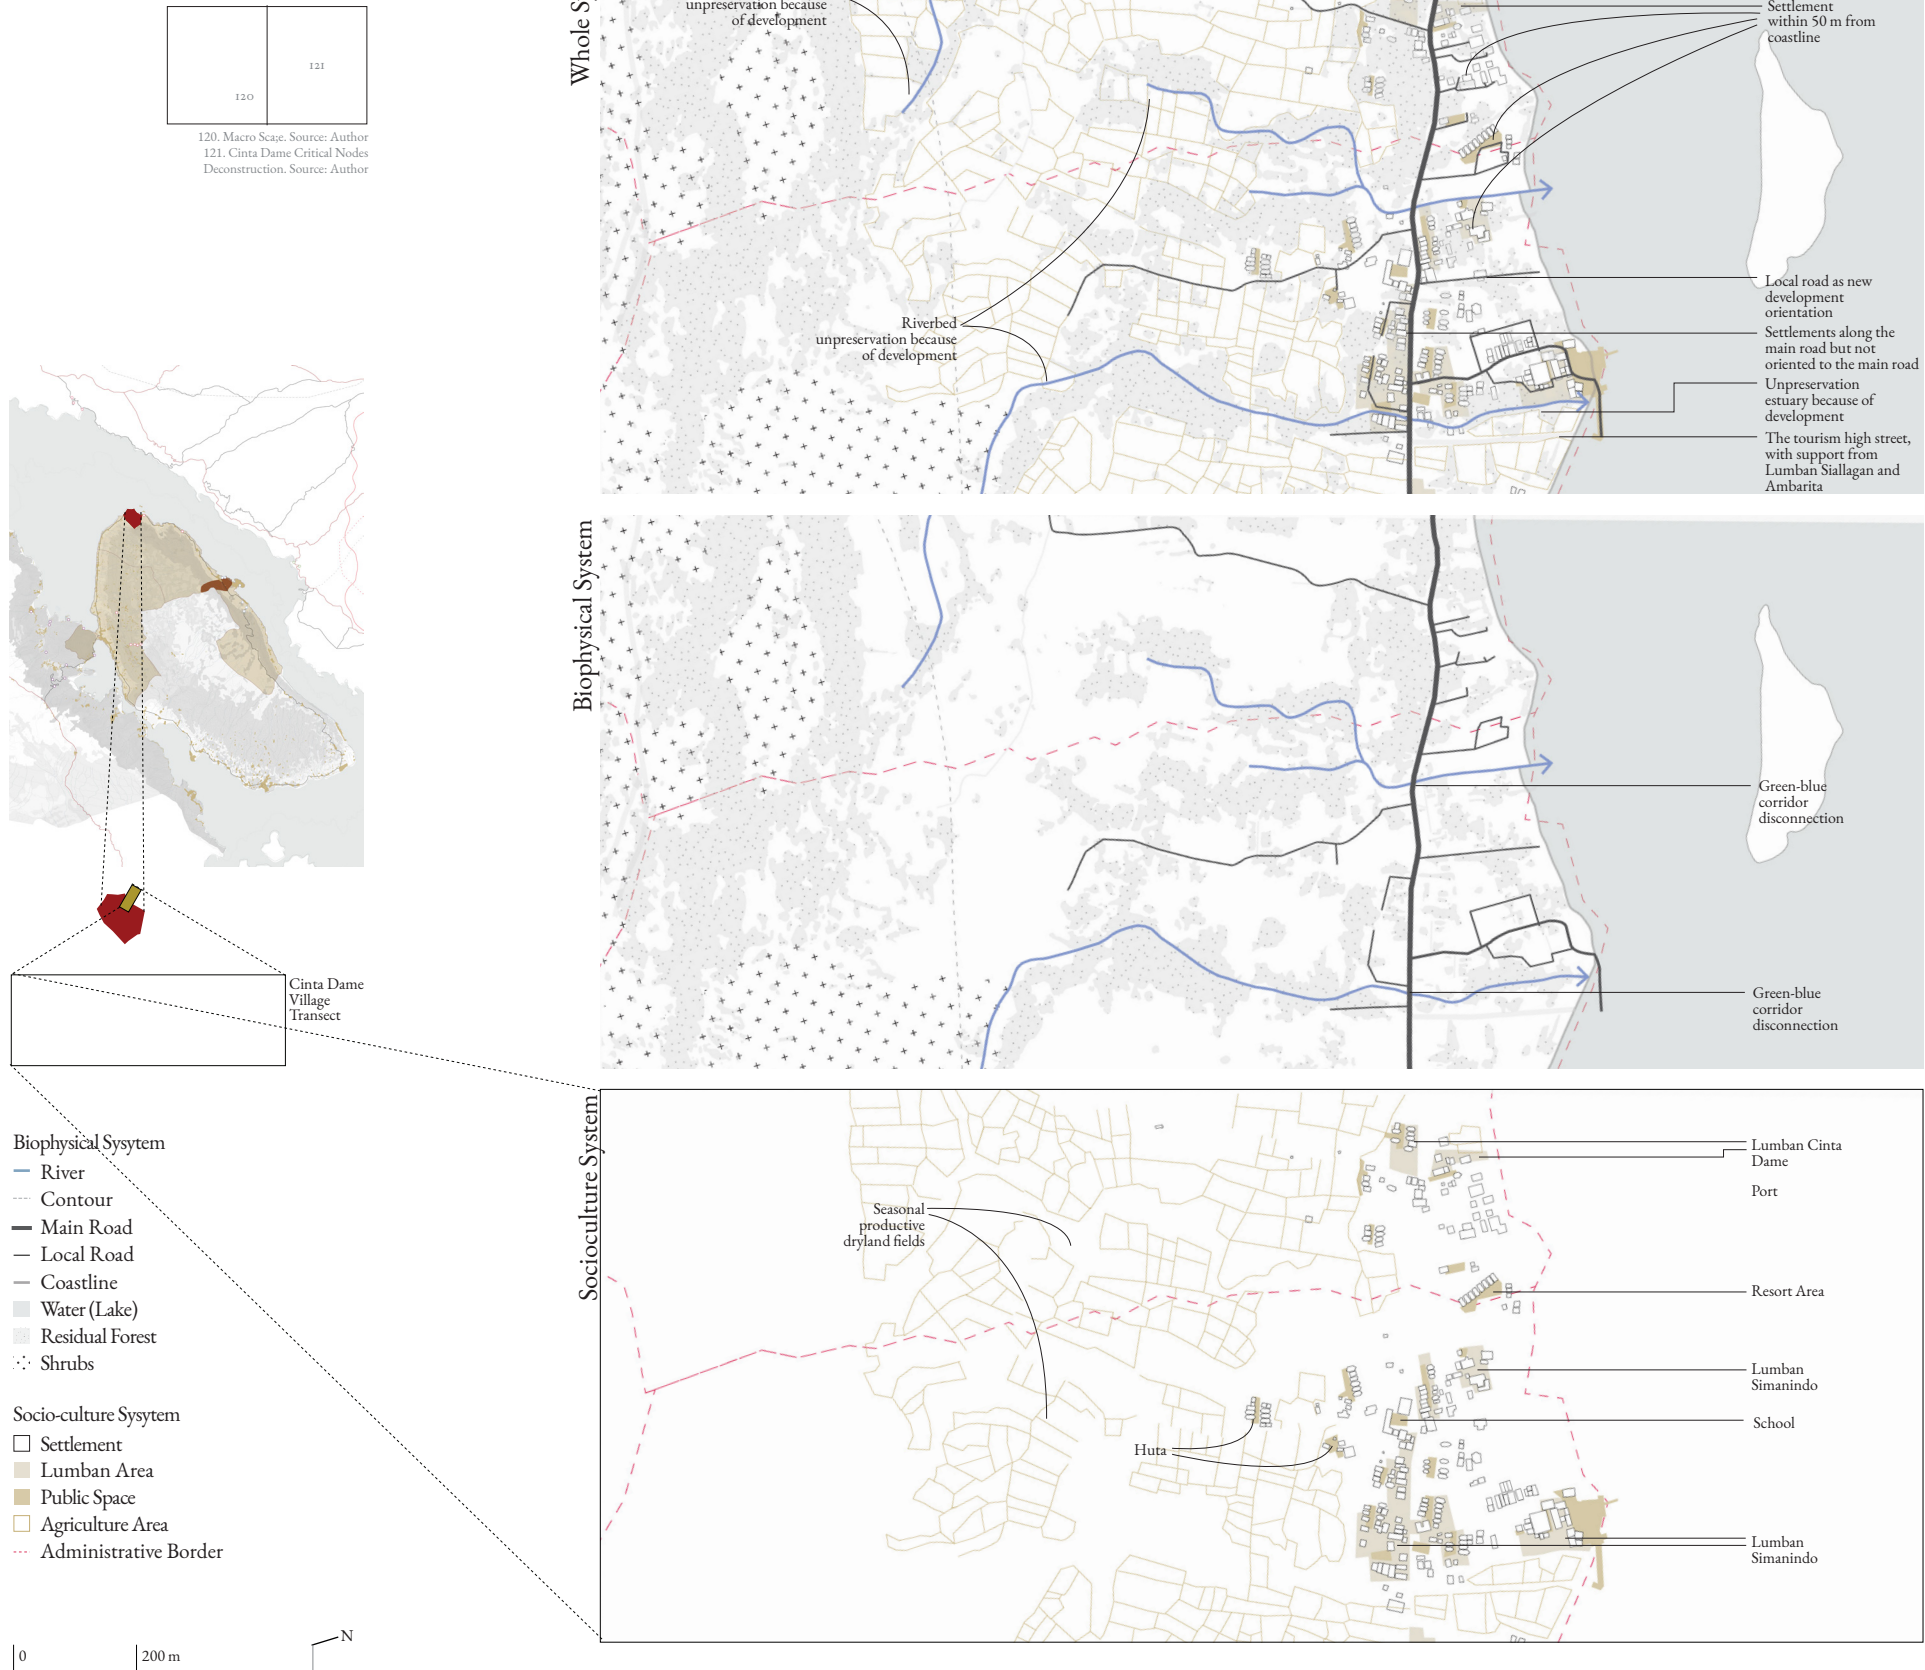 121
120
120. Macro Sca;e. Source: Author
121. Cinta Dame Critical Nodes
Deconstruction. Source: Author
Cinta Dame
Village
Transect
Biophysical Sysytem
River
Contour
Main Road
Local Road
Coastline
Water (Lake)
Residual Forest
Shrubs
Socio-culture Sysytem
Settlement
Lumban Area
Public Space
Agriculture Area
Administrative Border
0
200 m
N
Whole S
unpreservation because
of development
Settlement
within 50 m from
coastline
Riverbed
unpreservation because
of development
Local road as new
development
orientation
Settlements along the
main road but not
oriented to the main road
Unpreservation
estuary because of
development
The tourism high street,
with support from
Lumban Siallagan and
Ambarita
Biophysical System
Green-blue
corridor
disconnection
Green-blue
corridor
disconnection
Socioculture System
Seasonal
productive
dryland fields
Huta
Lumban Cinta
Dame
Port
Resort Area
Lumban
Simanindo
School
Lumban
Simanindo